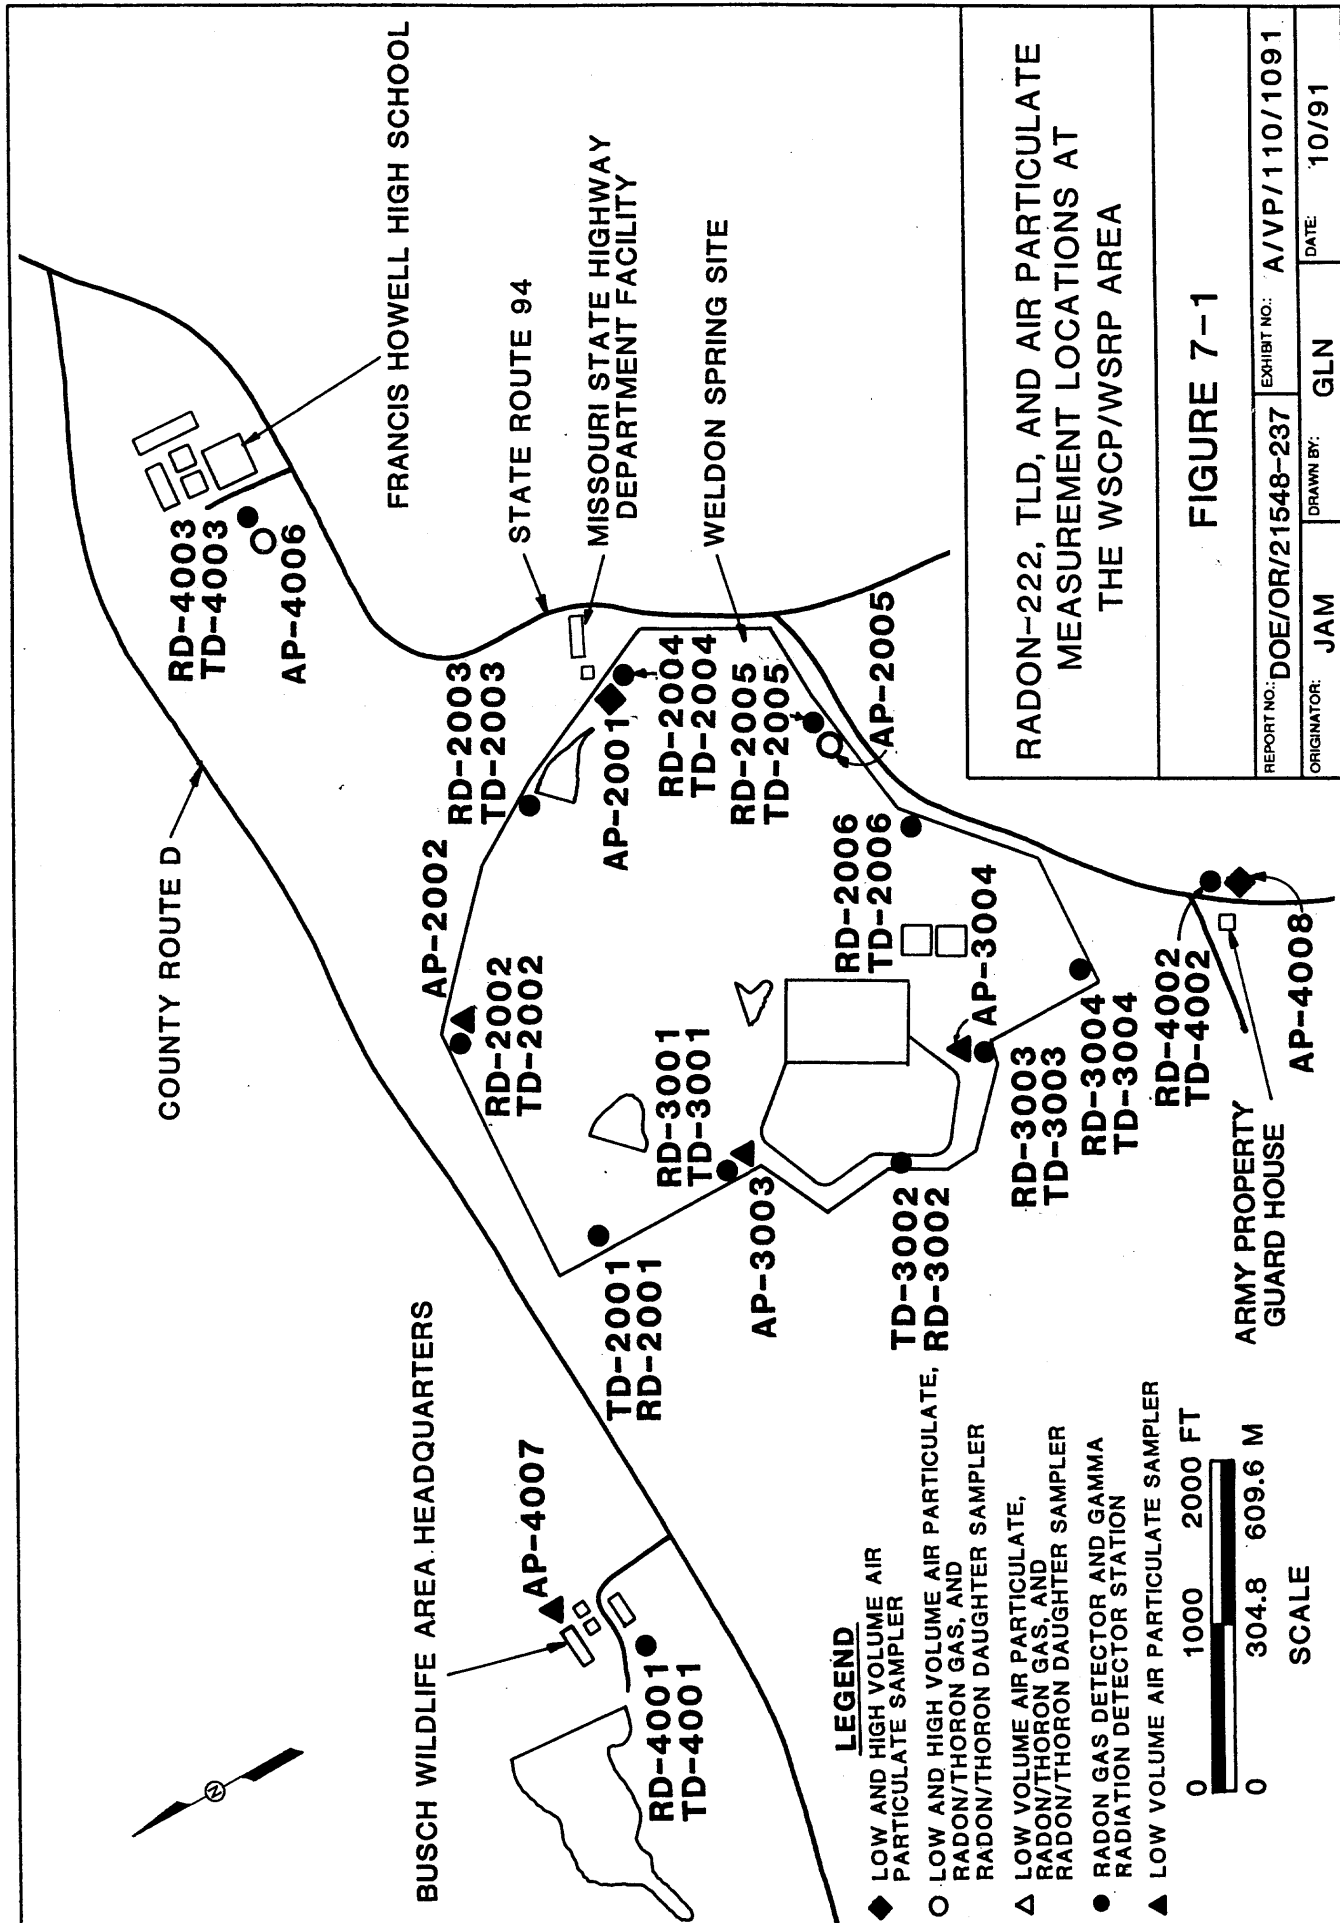 BUSCH WILDLIFE AREA HEADQUARTERS
COUNTY ROUTE D
FRANCIS HOWELL HIGH SCHOOL
STATE ROUTE 94
MISSOURI STATE HIGHWAY
DEPARTMENT FACILITY
WELDON SPRING SITE
N
RD-4003
TD-4003
AP-4006
AP-4007
RD-4001
TD-4001
AP-2002
RD-2002
TD-2002
RD-2003
TD-2003
AP-2001
RD-2004
TD-2004
RD-2005
TD-2005
AP-2005
TD-2001
RD-2001
RD-3001
TD-3001
AP-3003
TD-3002
RD-3002
RD-2006
TD-2006
AP-3004
RD-3003
TD-3003
RD-3004
TD-3004
RD-4002
TD-4002
AP-4008
ARMY PROPERTY
GUARD HOUSE
LEGEND
LOW AND HIGH VOLUME AIR
PARTICULATE SAMPLER
LOW AND HIGH VOLUME AIR PARTICULATE,
RADON/THORON GAS, AND
RADON/THORON DAUGHTER SAMPLER
LOW VOLUME AIR PARTICULATE,
RADON/THORON GAS, AND
RADON/THORON DAUGHTER SAMPLER
RADON GAS DETECTOR AND GAMMA
RADIATION DETECTOR STATION
LOW VOLUME AIR PARTICULATE SAMPLER
0 1000 2000 FT
0 304.8 609.6 M
SCALE
RADON-222, TLD, AND AIR PARTICULATE
MEASUREMENT LOCATIONS AT
THE WSCP/WSRP AREA
FIGURE 7-1
REPORT NO.: DOE/OR/21548-237 EXHIBIT NO.: A/VP/110/1091
ORIGINATOR: JAM DRAWN BY: GLN DATE: 10/91